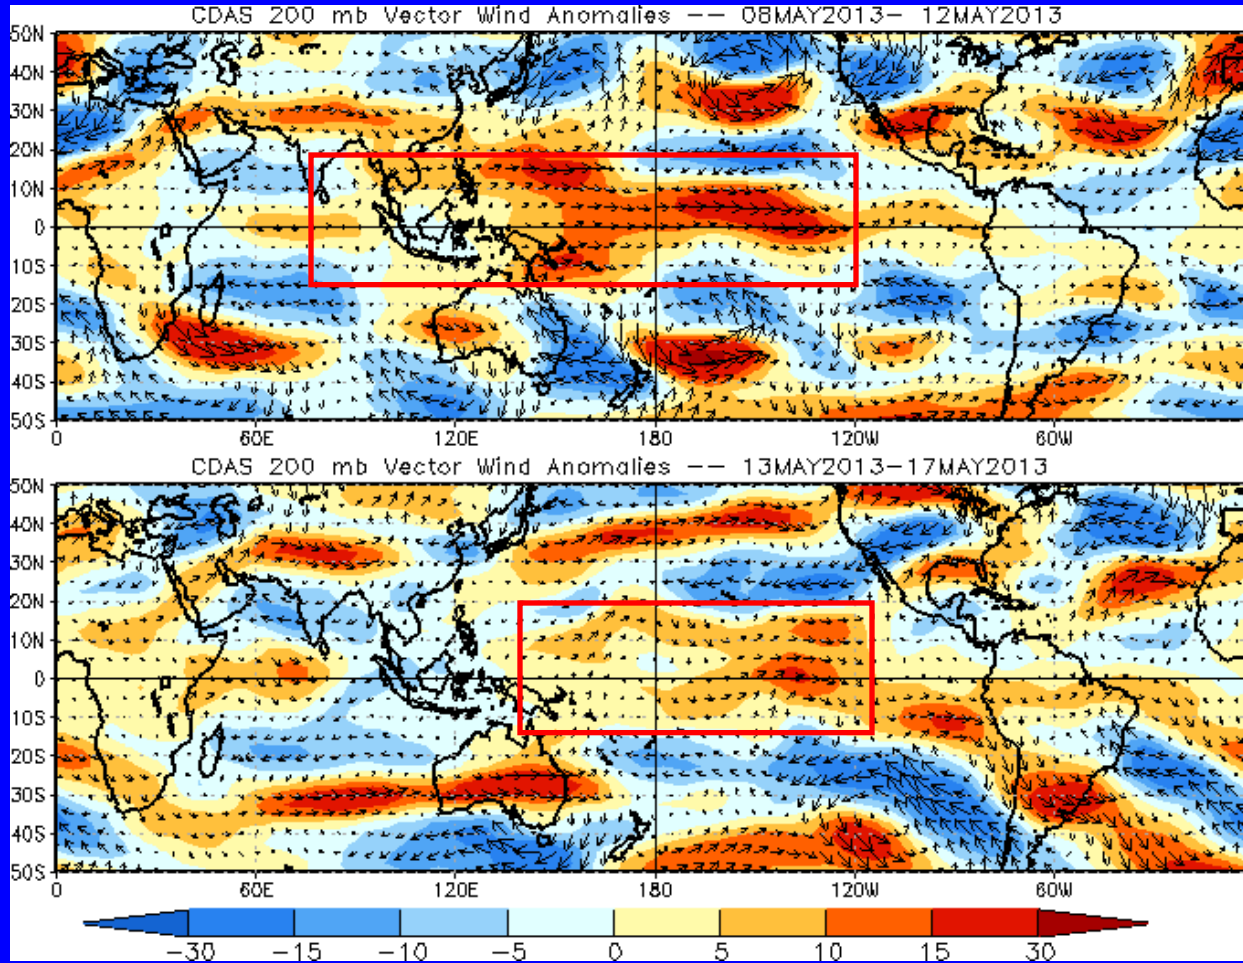 CDAS 200 mb Vector Wind Anomalies -- 08MAY2013- 12MAY2013
50N
40N
30N
20N
10N
0
10S
20S
30S
40S
50S
0 60E 120E 180 120W 60W
CDAS 200 mb Vector Wind Anomalies -- 13MAY2013-17MAY2013
50N
40N
30N
20N
10N
0
10S
20S
30S
40S
50S
0 60E 120E 180 120W 60W
-30 -15 -10 -5 0 5 10 15 30